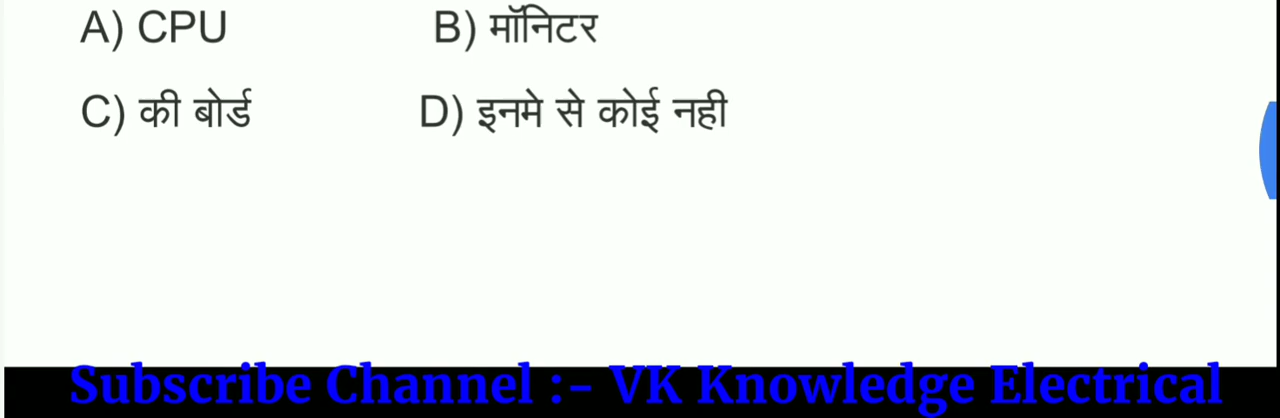 A) CPU B) मॉनिटर
C) की बोर्ड D) इनमे से कोई नही
Subscribe Channel :- VK Knowledge Electrical